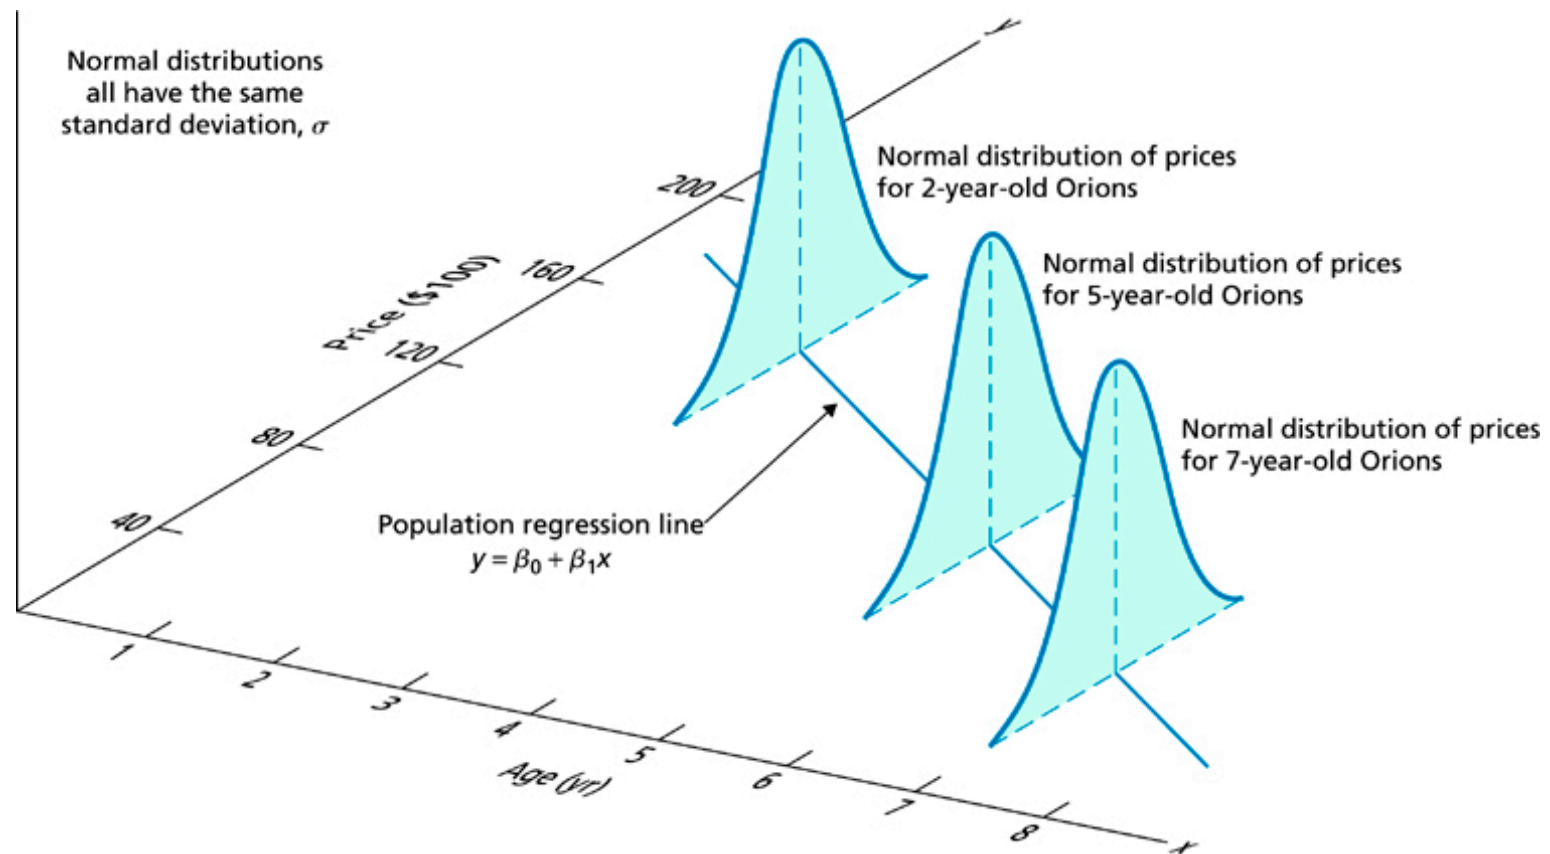 Normal distributions
all have the same
standard deviation, σ
y
Normal distribution of prices
for 2-year-old Orions
200
Normal distribution of prices
for 5-year-old Orions
160
Price ($100)
120
Normal distribution of prices
for 7-year-old Orions
80
40
Population regression line
y = β₀ + β₁x
1
2
3
4
5
6
7
8
Age (yr)
x